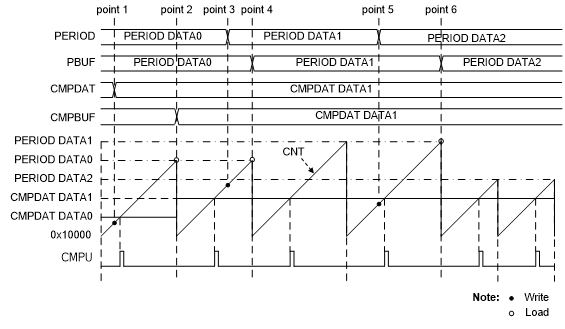 point 1 point 2 point 3 point 4 point 5 point 6
PERIOD PERIOD DATA0 PERIOD DATA1 PERIOD DATA2
PBUF PERIOD DATA0 PERIOD DATA1 PERIOD DATA2
CMPDAT CMPDAT DATA1
CMPBUF CMPDAT DATA1
PERIOD DATA1
CNT
PERIOD DATA0
PERIOD DATA2
CMPDAT DATA1
CMPDAT DATA0
0x10000
CMPU
Note: Write
Load